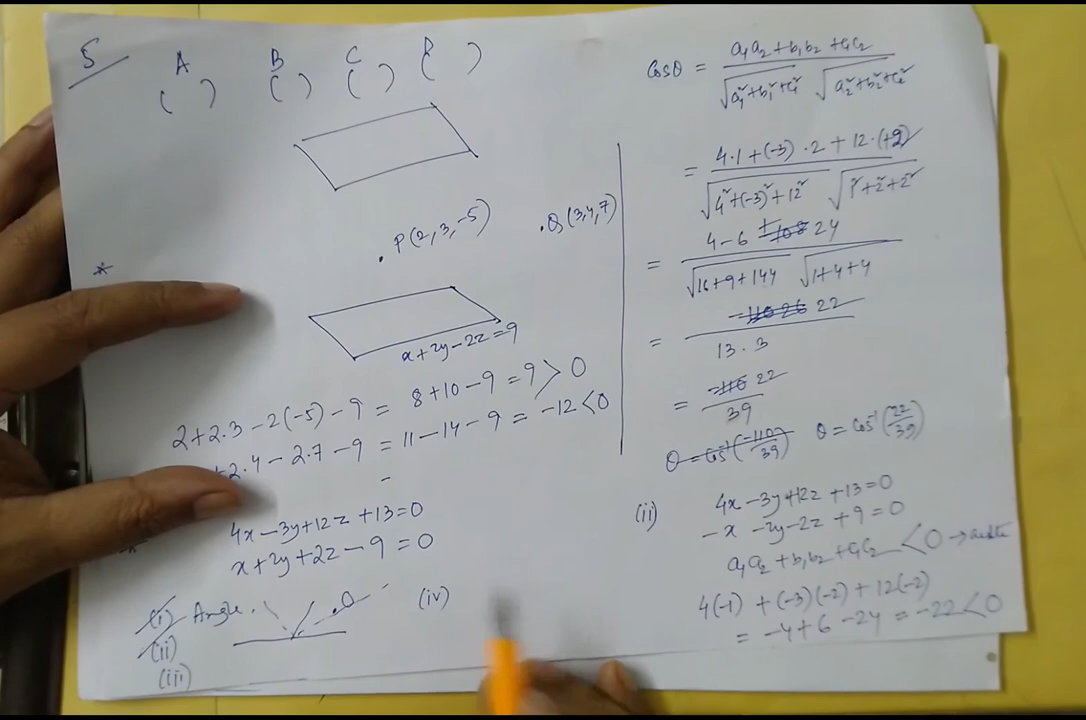 5
A B C D
( ) ( ) ( ) ( )
.P(2,3,-5)
.Q(3,4,7)
*
x+2y-2z=9
2+2.3-2(-5)-9 = 8+10-9 = 9 > 0
+2.4-2.7-9 = 11-14-9 = -12 < 0
-
4x-3y+12z+13=0
x+2y+2z-9=0
(i) Angle.
(ii)
(iii)
.O
(iv)
Cosθ = a₁a₂+b₁b₂+c₁c₂ / √a₁²+b₁²+c₁² √a₂²+b₂²+c₂²
= 4.1+(-3).2+12.(+2) / √4²+(-3)²+12² √1²+2²+2²
= 4-6+24 / √16+9+144 √1+4+4
= 22 / 13.3
= 22 / 39
θ = Cos⁻¹(-110/39) θ = Cos⁻¹(22/39)
(ii) 4x-3y+12z+13=0
-x-2y-2z+9=0
a₁a₂+b₁b₂+c₁c₂ < 0 →
4(-1)+(-3)(-2)+12(-2)
= -4+6-24 = -22 < 0